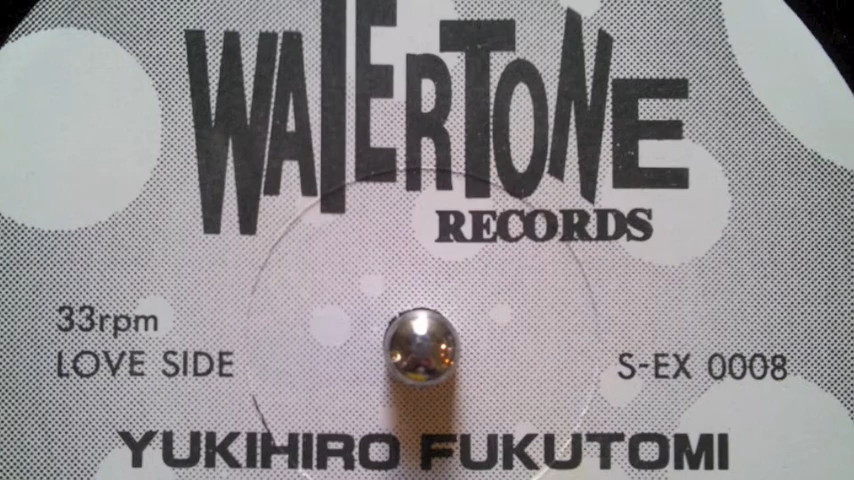 WATERTONE
RECORDS
33rpm
LOVE SIDE
S-EX 0008
YUKIHIRO FUKUTOMI